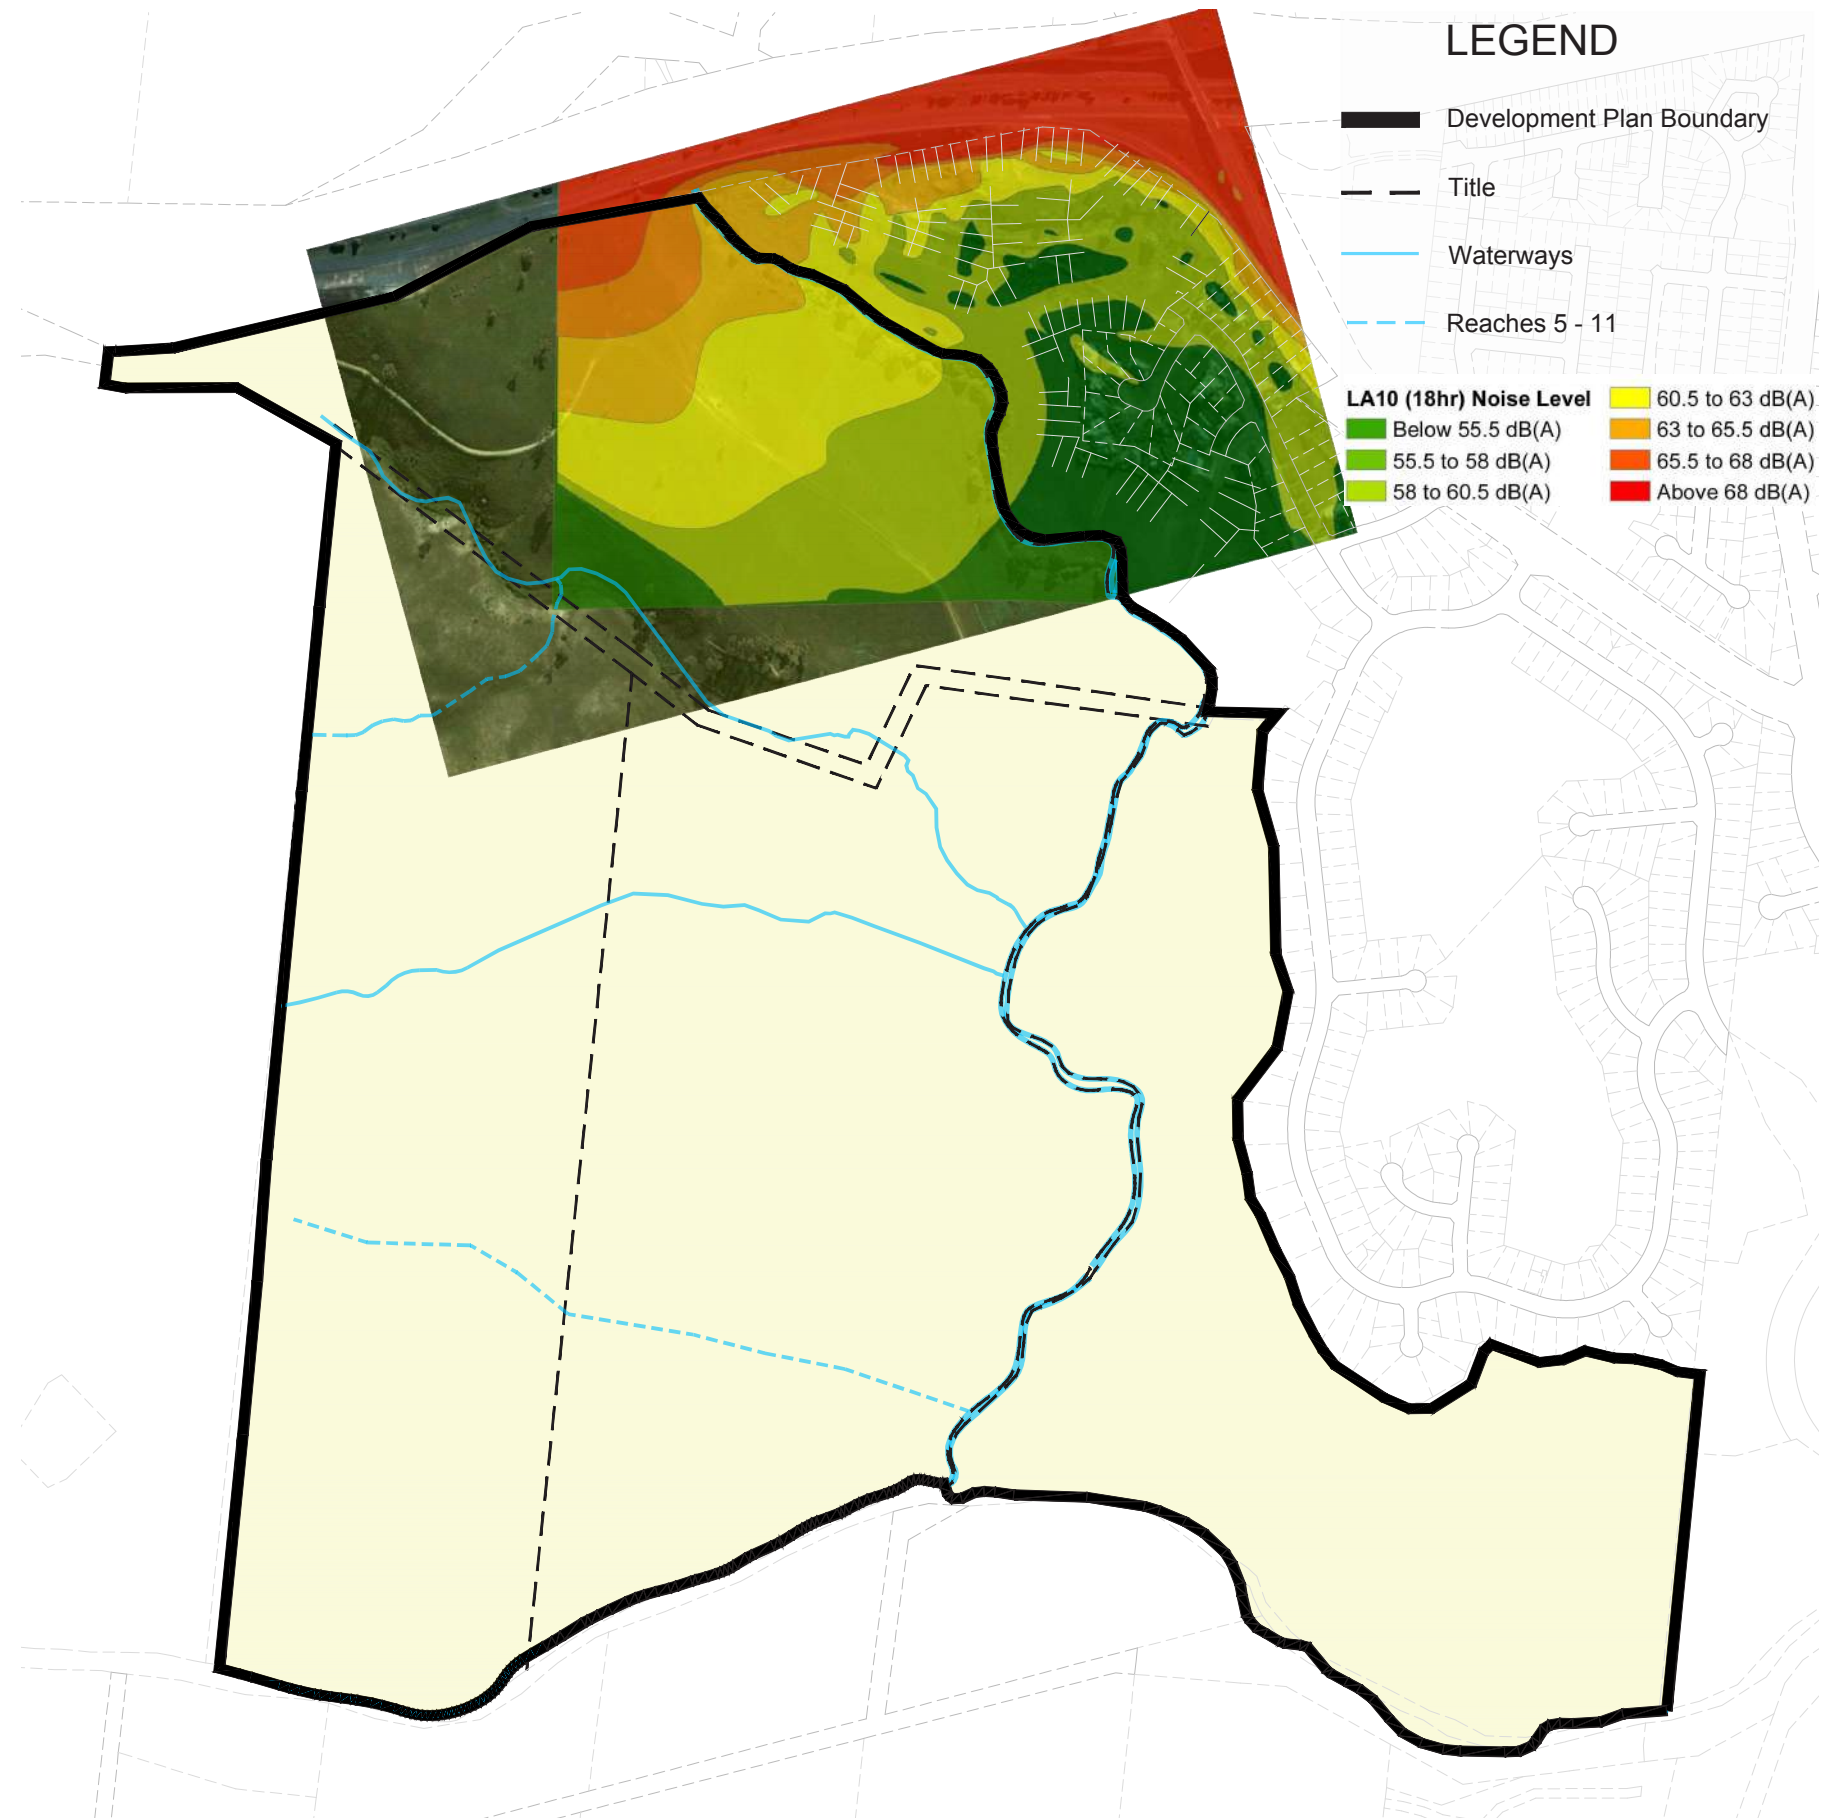 LEGEND
Development Plan Boundary
Title
Waterways
Reaches 5 - 11
LA10 (18hr) Noise Level
Below 55.5 dB(A)
55.5 to 58 dB(A)
58 to 60.5 dB(A)
60.5 to 63 dB(A)
63 to 65.5 dB(A)
65.5 to 68 dB(A)
Above 68 dB(A)